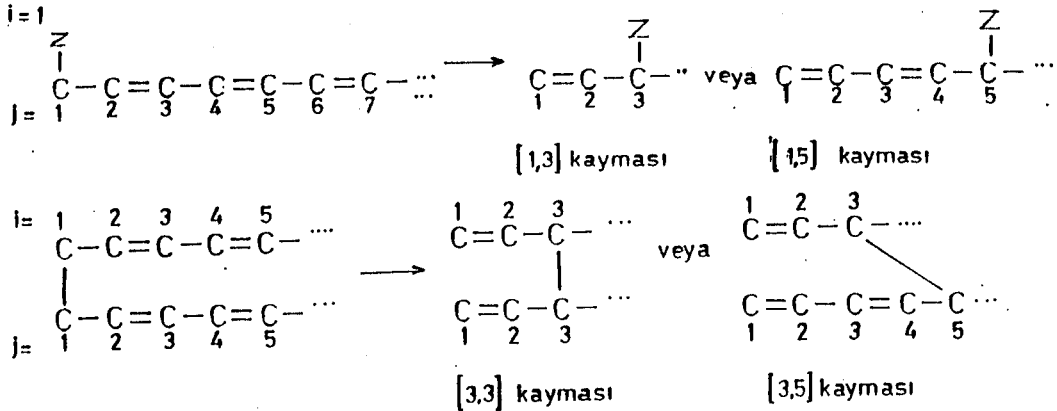 i = 1
Z Z Z
C - C = C - C = C - C = C - ... → C = C - C - .. veya C = C - C = C - C - ...
j = 1 2 3 4 5 6 7 1 2 3 1 2 3 4 5
[1,3] kayması [1,5] kayması
i = 1 2 3 4 5 1 2 3 1 2 3
C - C = C - C = C - .... → C = C - C - ... veya C = C - C - ....
C - C = C - C = C - ... C = C - C - ... C = C - C = C - C ...
j = 1 2 3 4 5 1 2 3 1 2 3 4 5
[3,3] kayması [3,5] kayması